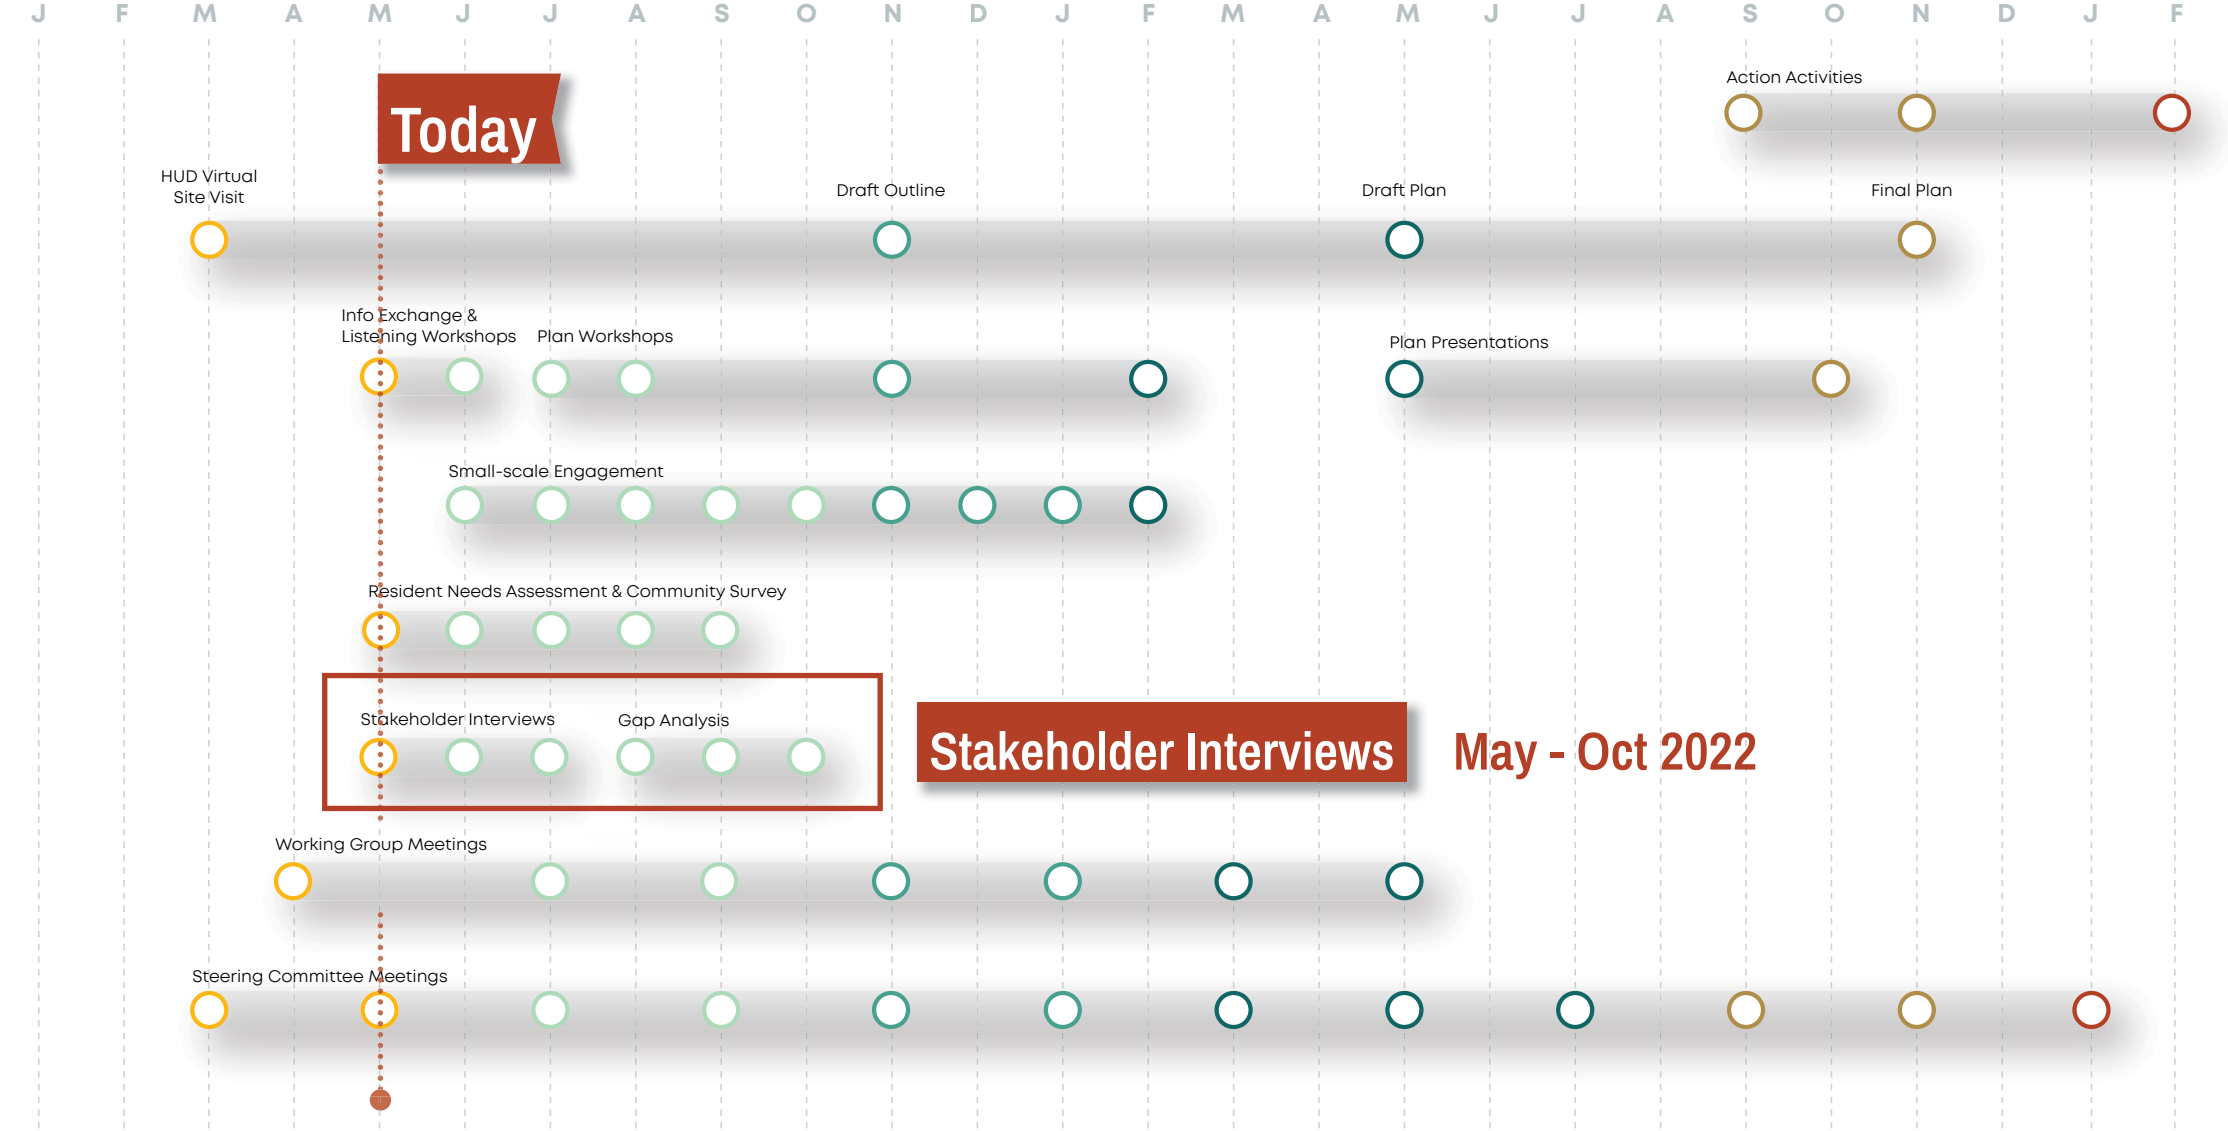 J F M A M J J A S O N D J F M A M J J A S O N D J F
Action Activities
Today
HUD Virtual
Site Visit
Draft Outline
Draft Plan
Final Plan
Info Exchange &
Listening Workshops
Plan Workshops
Plan Presentations
Small-scale Engagement
Resident Needs Assessment & Community Survey
Stakeholder Interviews
Gap Analysis
Stakeholder Interviews
May - Oct 2022
Working Group Meetings
Steering Committee Meetings